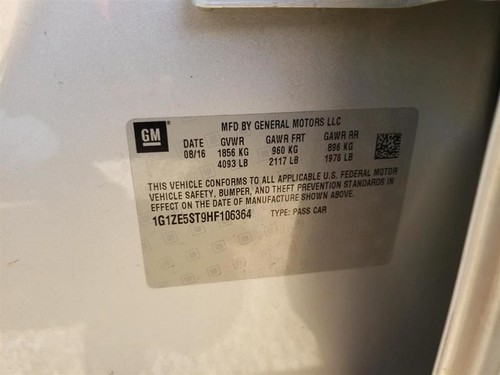 GM
MFD BY GENERAL MOTORS LLC
DATE GVWR GAWR FRT GAWR RR
08/16 1856 KG 960 KG 896 KG
4093 LB 2117 LB 1976 LB
THIS VEHICLE CONFORMS TO ALL APPLICABLE U.S. FEDERAL MOTOR
VEHICLE SAFETY, BUMPER, AND THEFT PREVENTION STANDARDS IN
EFFECT ON THE DATE OF MANUFACTURE SHOWN ABOVE.
1G1ZE5ST9HF106364 TYPE: PASS CAR